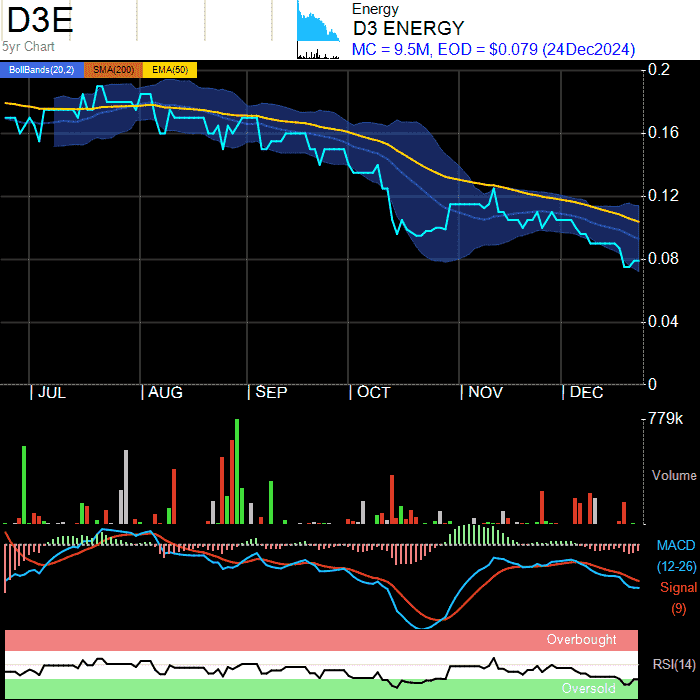 D3E
5yr Chart
Energy
D3 ENERGY
MC = 9.5M, EOD = $0.079 (24Dec2024)
BollBands(20,2) SMA(200) EMA(50)
0.2
0.16
0.12
0.08
0.04
0
JUL AUG SEP OCT NOV DEC
779k
Volume
MACD
(12-26)
Signal
(9)
Overbought
RSI(14)
Oversold